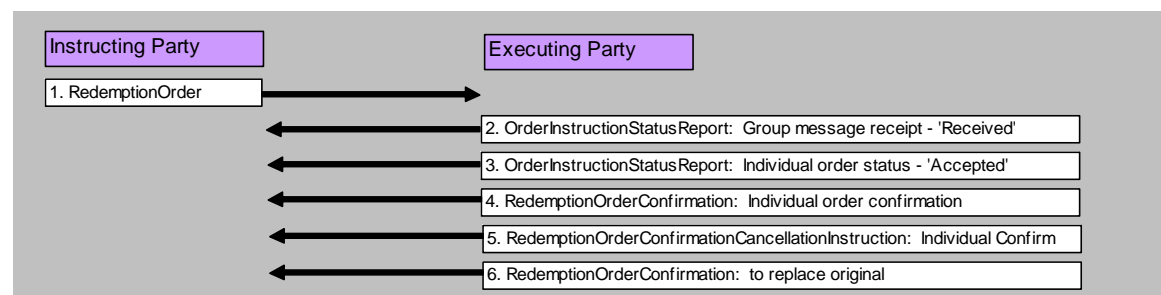 Instructing Party
Executing Party
1. RedemptionOrder
2. OrderInstructionStatusReport: Group message receipt - 'Received'
3. OrderInstructionStatusReport: Individual order status - 'Accepted'
4. RedemptionOrderConfirmation: Individual order confirmation
5. RedemptionOrderConfirmationCancellationInstruction: Individual Confirm
6. RedemptionOrderConfirmation: to replace original